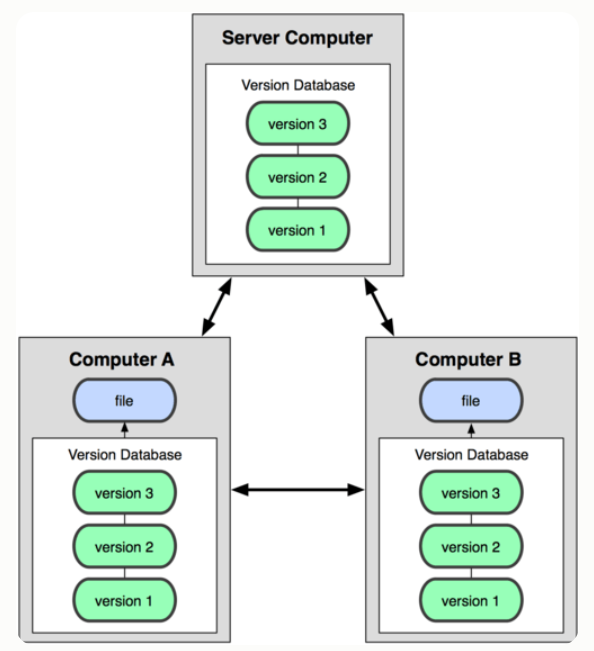 Server Computer
Version Database
version 3
version 2
version 1
Computer A
file
Version Database
version 3
version 2
version 1
Computer B
file
Version Database
version 3
version 2
version 1